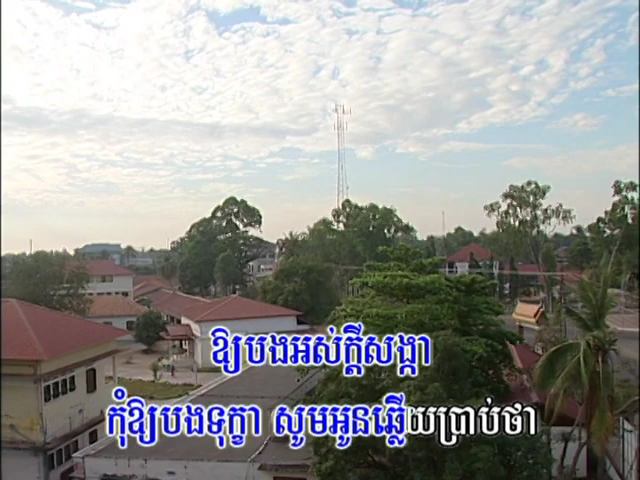 ឱ្យបងអស់ក្ដីសង្កា
កុំឱ្យបងទុក្ខា សូមអូនឆ្លើយប្រាប់ថា